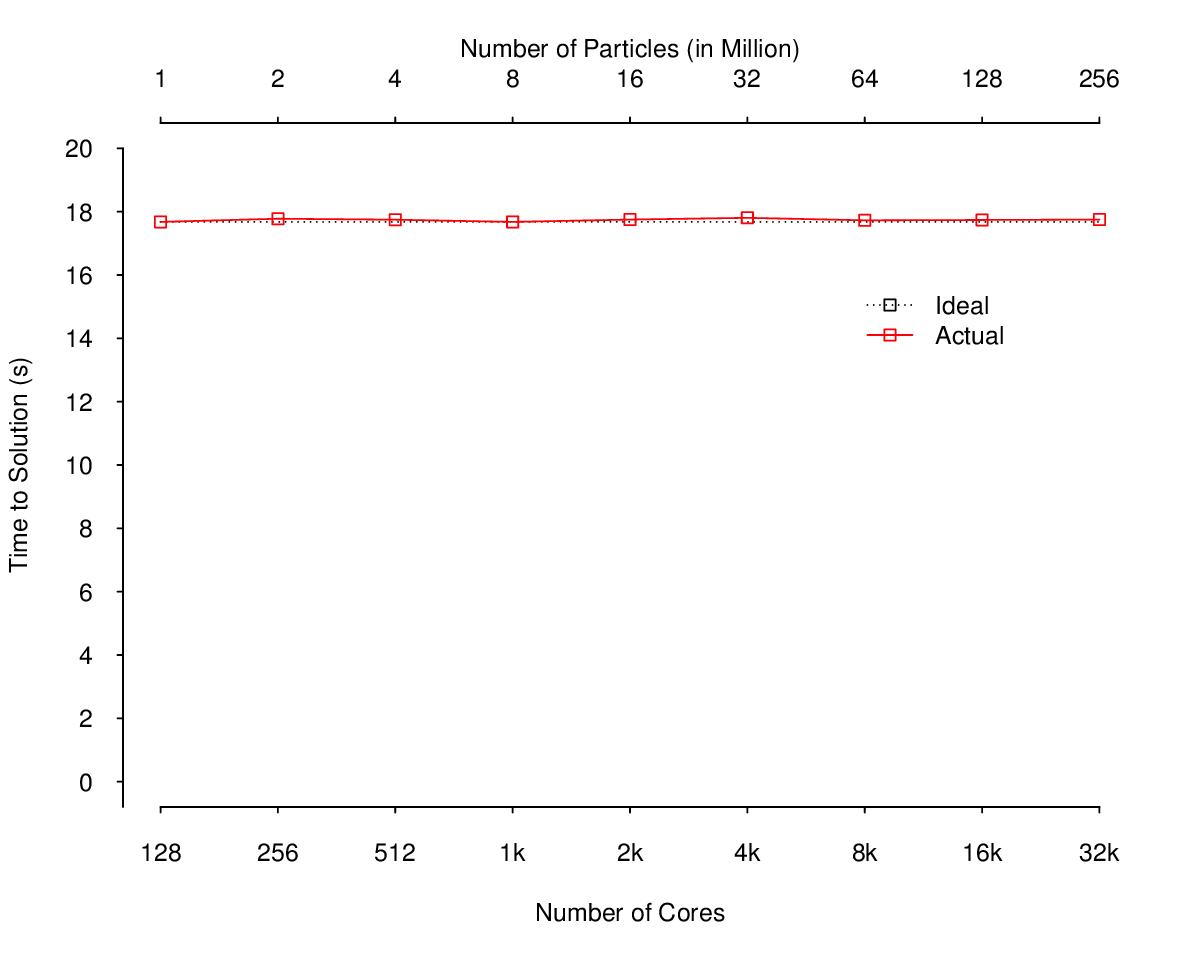 Number of Particles (in Million)
1 2 4 8 16 32 64 128 256
20
18
16
Ideal
14
Actual
12
10
8
6
4
2
0
Time to Solution (s)
128 256 512 1k 2k 4k 8k 16k 32k
Number of Cores